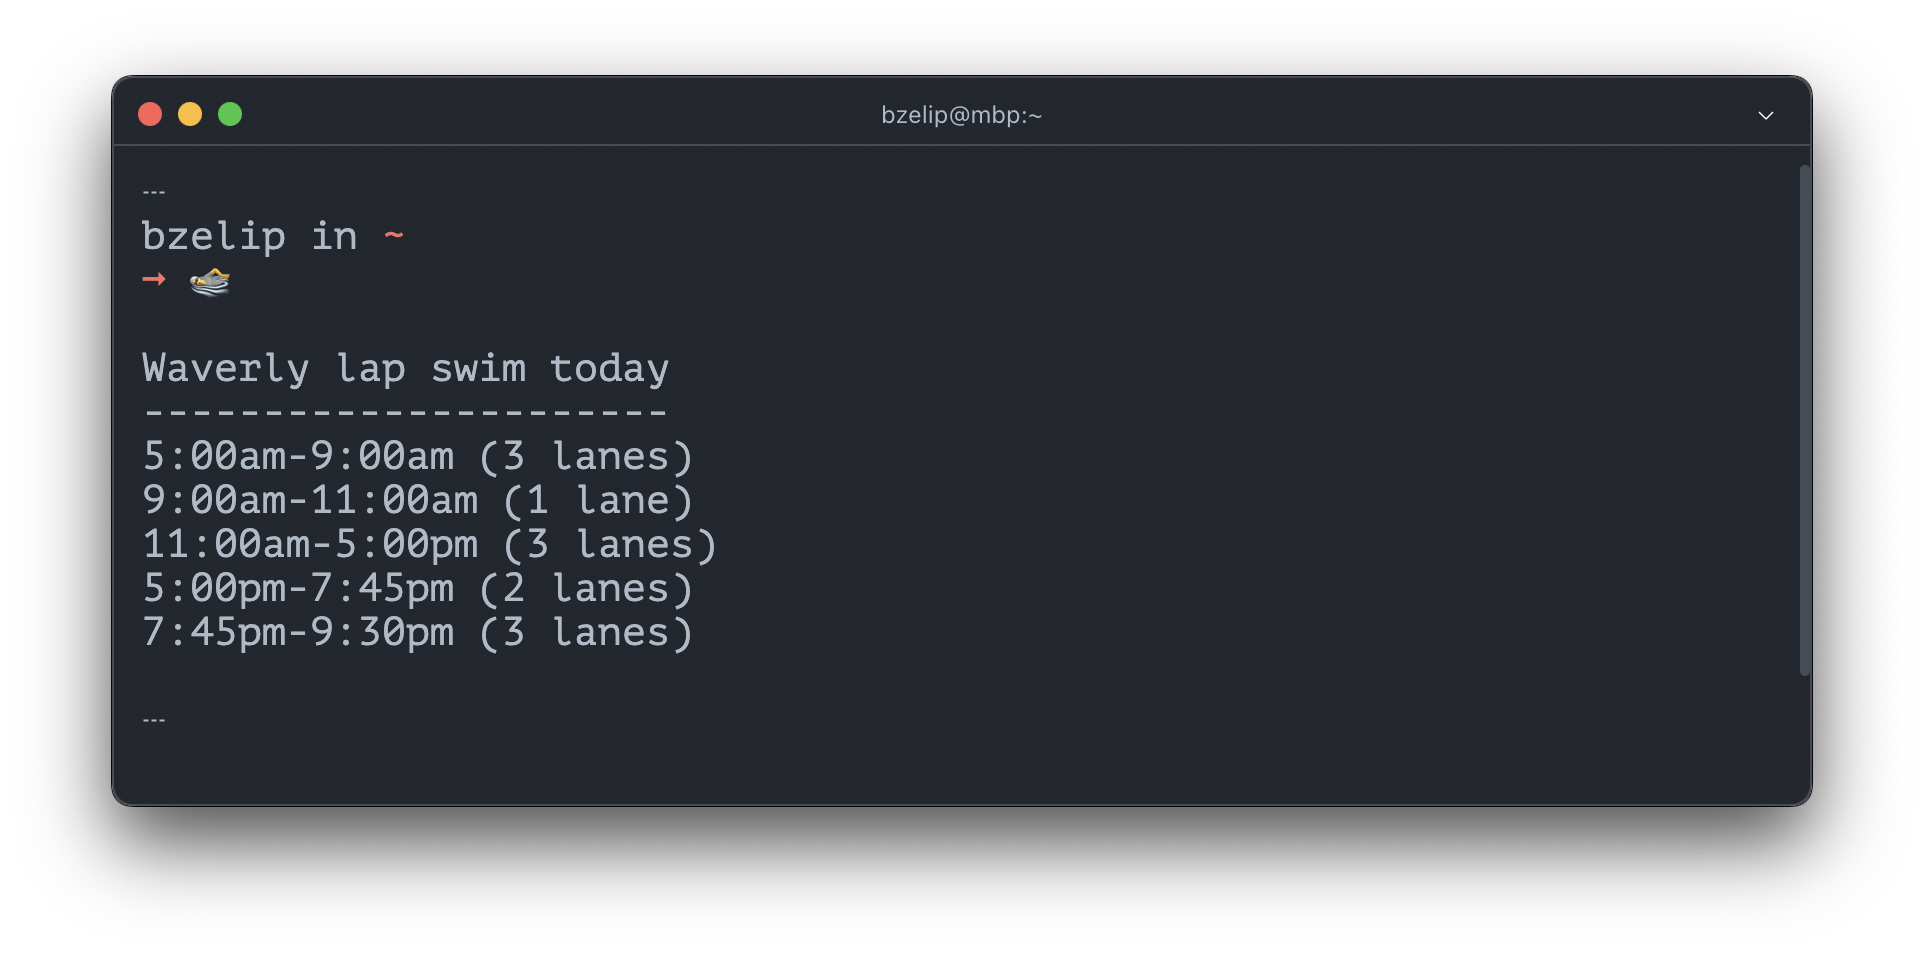 bzelip@mbp:~
---
bzelip in ~
→ 🏊
Waverly lap swim today
----------------------
5:00am-9:00am (3 lanes)
9:00am-11:00am (1 lane)
11:00am-5:00pm (3 lanes)
5:00pm-7:45pm (2 lanes)
7:45pm-9:30pm (3 lanes)
---